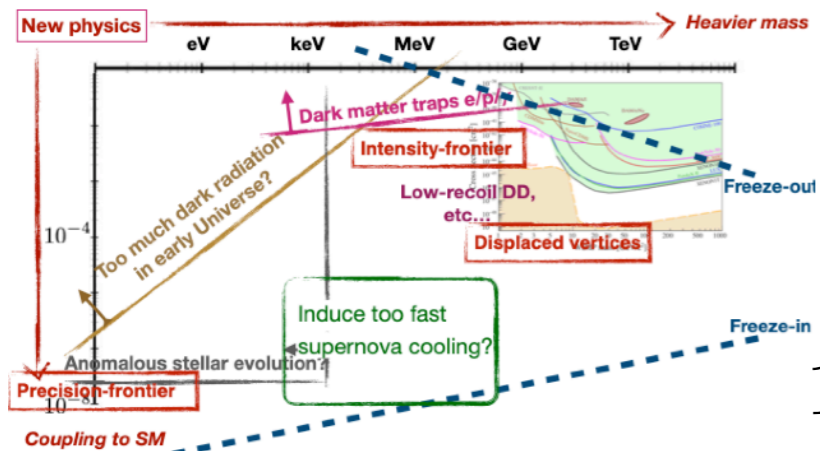 New physics
Heavier mass
eV keV MeV GeV TeV
Dark matter traps e/p/
Intensity-frontier
Too much dark radiation
in early Universe?
Freeze-out
Low-recoil DD,
etc...
10⁻⁴
Displaced vertices
Induce too fast
supernova cooling?
Freeze-in
Anomalous stellar evolution?
Precision-frontier
10⁻⁸
Coupling to SM